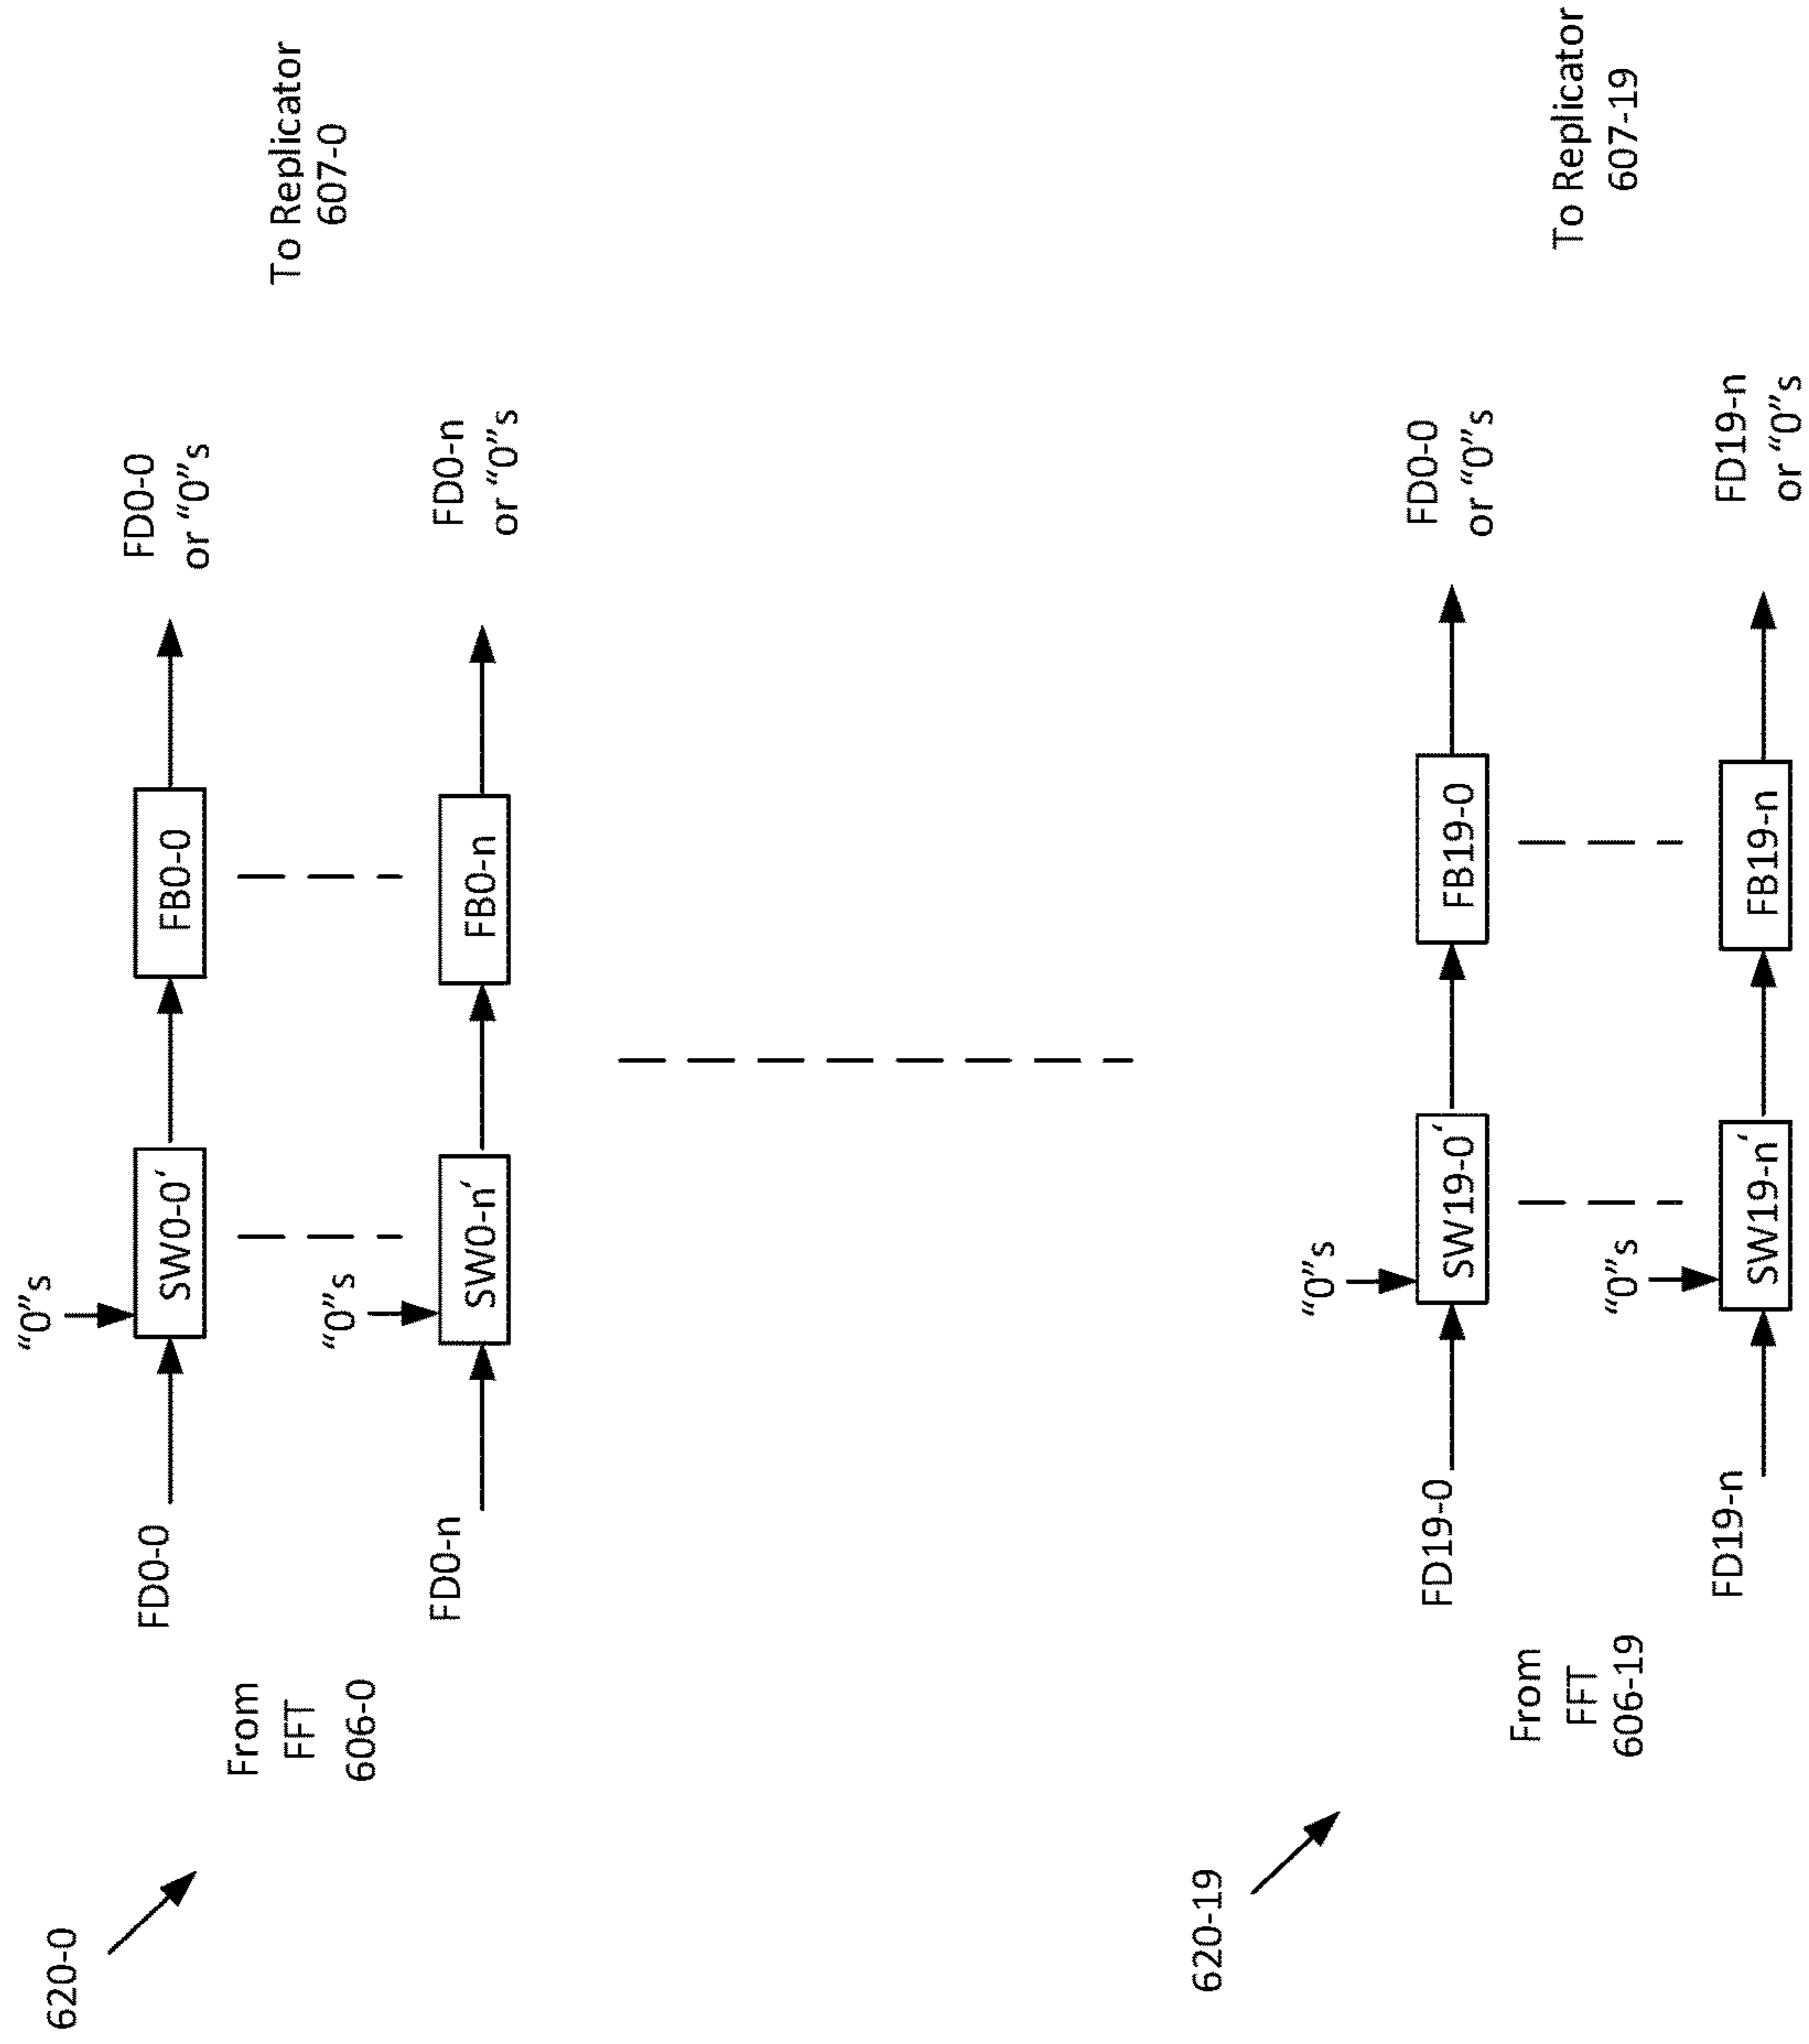 620-0
"0"s
FD0-0
SW0-0'
FB0-0
FD0-0
or "0"s
From
FFT
606-0
To Replicator
607-0
"0"s
FD0-n
SW0-n'
FB0-n
FD0-n
or "0"s
620-19
"0"s
FD19-0
SW19-0'
FB19-0
FD0-0
or "0"s
From
FFT
606-19
To Replicator
607-19
"0"s
FD19-n
SW19-n'
FB19-n
FD19-n
or "0"s